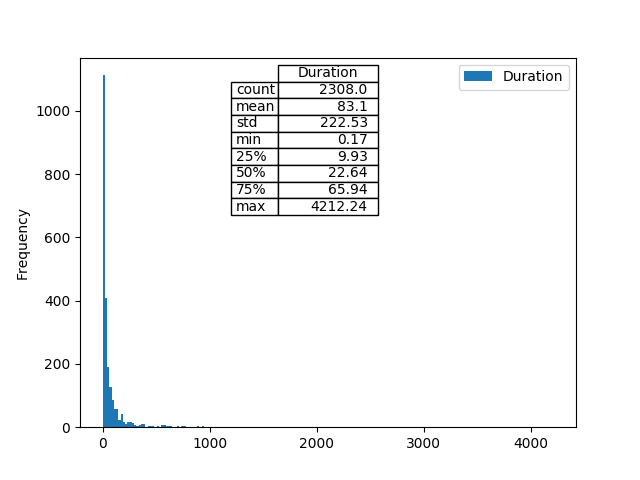 Duration
Duration
count 2308.0
mean 83.1
std 222.53
min 0.17
25% 9.93
50% 22.64
75% 65.94
max 4212.24
Frequency
1000
800
600
400
200
0
0 1000 2000 3000 4000